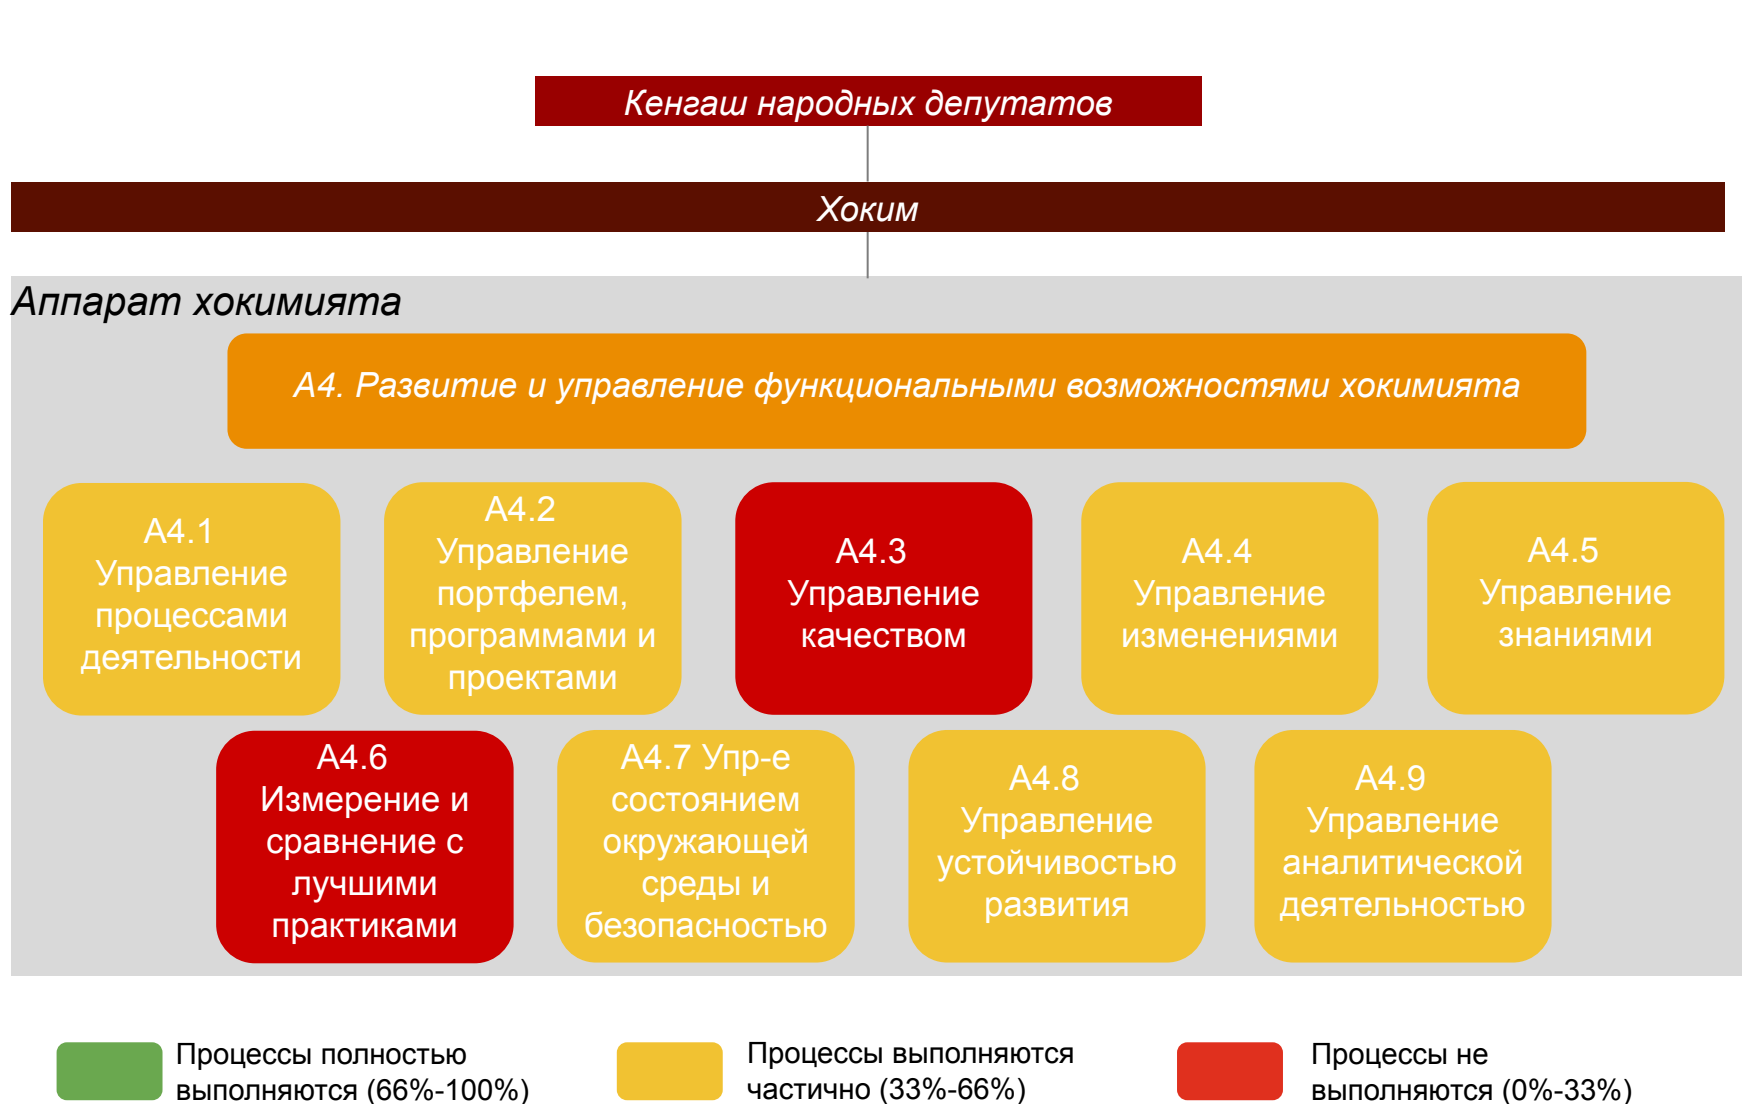 Кенгаш народных депутатов
Хоким
Аппарат хокимията
А4. Развитие и управление функциональными возможностями хокимията
А4.1
Управление
процессами
деятельности
А4.2
Управление
портфелем,
программами и
проектами
А4.3
Управление
качеством
А4.4
Управление
изменениями
А4.5
Управление
знаниями
А4.6
Измерение и
сравнение с
лучшими
практиками
А4.7 Упр-е
состоянием
окружающей
среды и
безопасностью
А4.8
Управление
устойчивостью
развития
А4.9
Управление
аналитической
деятельностью
Процессы полностью
выполняются (66%-100%)
Процессы выполняются
частично (33%-66%)
Процессы не
выполняются (0%-33%)